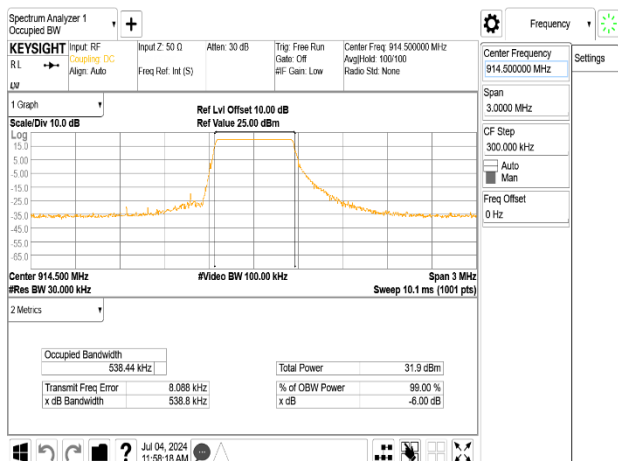 Spectrum Analyzer 1
Occupied BW
+
Frequency
KEYSIGHT
RL
Input: RF
Coupling: DC
Align: Auto
Input Z: 50 Ω
Freq Ref: Int (S)
Atten: 30 dB
Trig: Free Run
Gate: Off
#IF Gain: Low
Center Freq: 914.500000 MHz
Avg|Hold: 100/100
Radio Std: None
Center Frequency
914.500000 MHz
Settings
Span
3.0000 MHz
CF Step
300.000 kHz
Auto
Man
Freq Offset
0 Hz
1 Graph
Scale/Div 10.0 dB
Ref Lvl Offset 10.00 dB
Ref Value 25.00 dBm
Log
15.0
5.00
-5.00
-15.0
-25.0
-35.0
-45.0
-55.0
-65.0
Center 914.500 MHz
#Res BW 30.000 kHz
#Video BW 100.00 kHz
Span 3 MHz
Sweep 10.1 ms (1001 pts)
2 Metrics
Occupied Bandwidth
538.44 kHz
Transmit Freq Error 8.088 kHz
x dB Bandwidth 538.8 kHz
Total Power 31.9 dBm
% of OBW Power 99.00 %
x dB -6.00 dB
?
Jul 04, 2024
11:58:18 AM